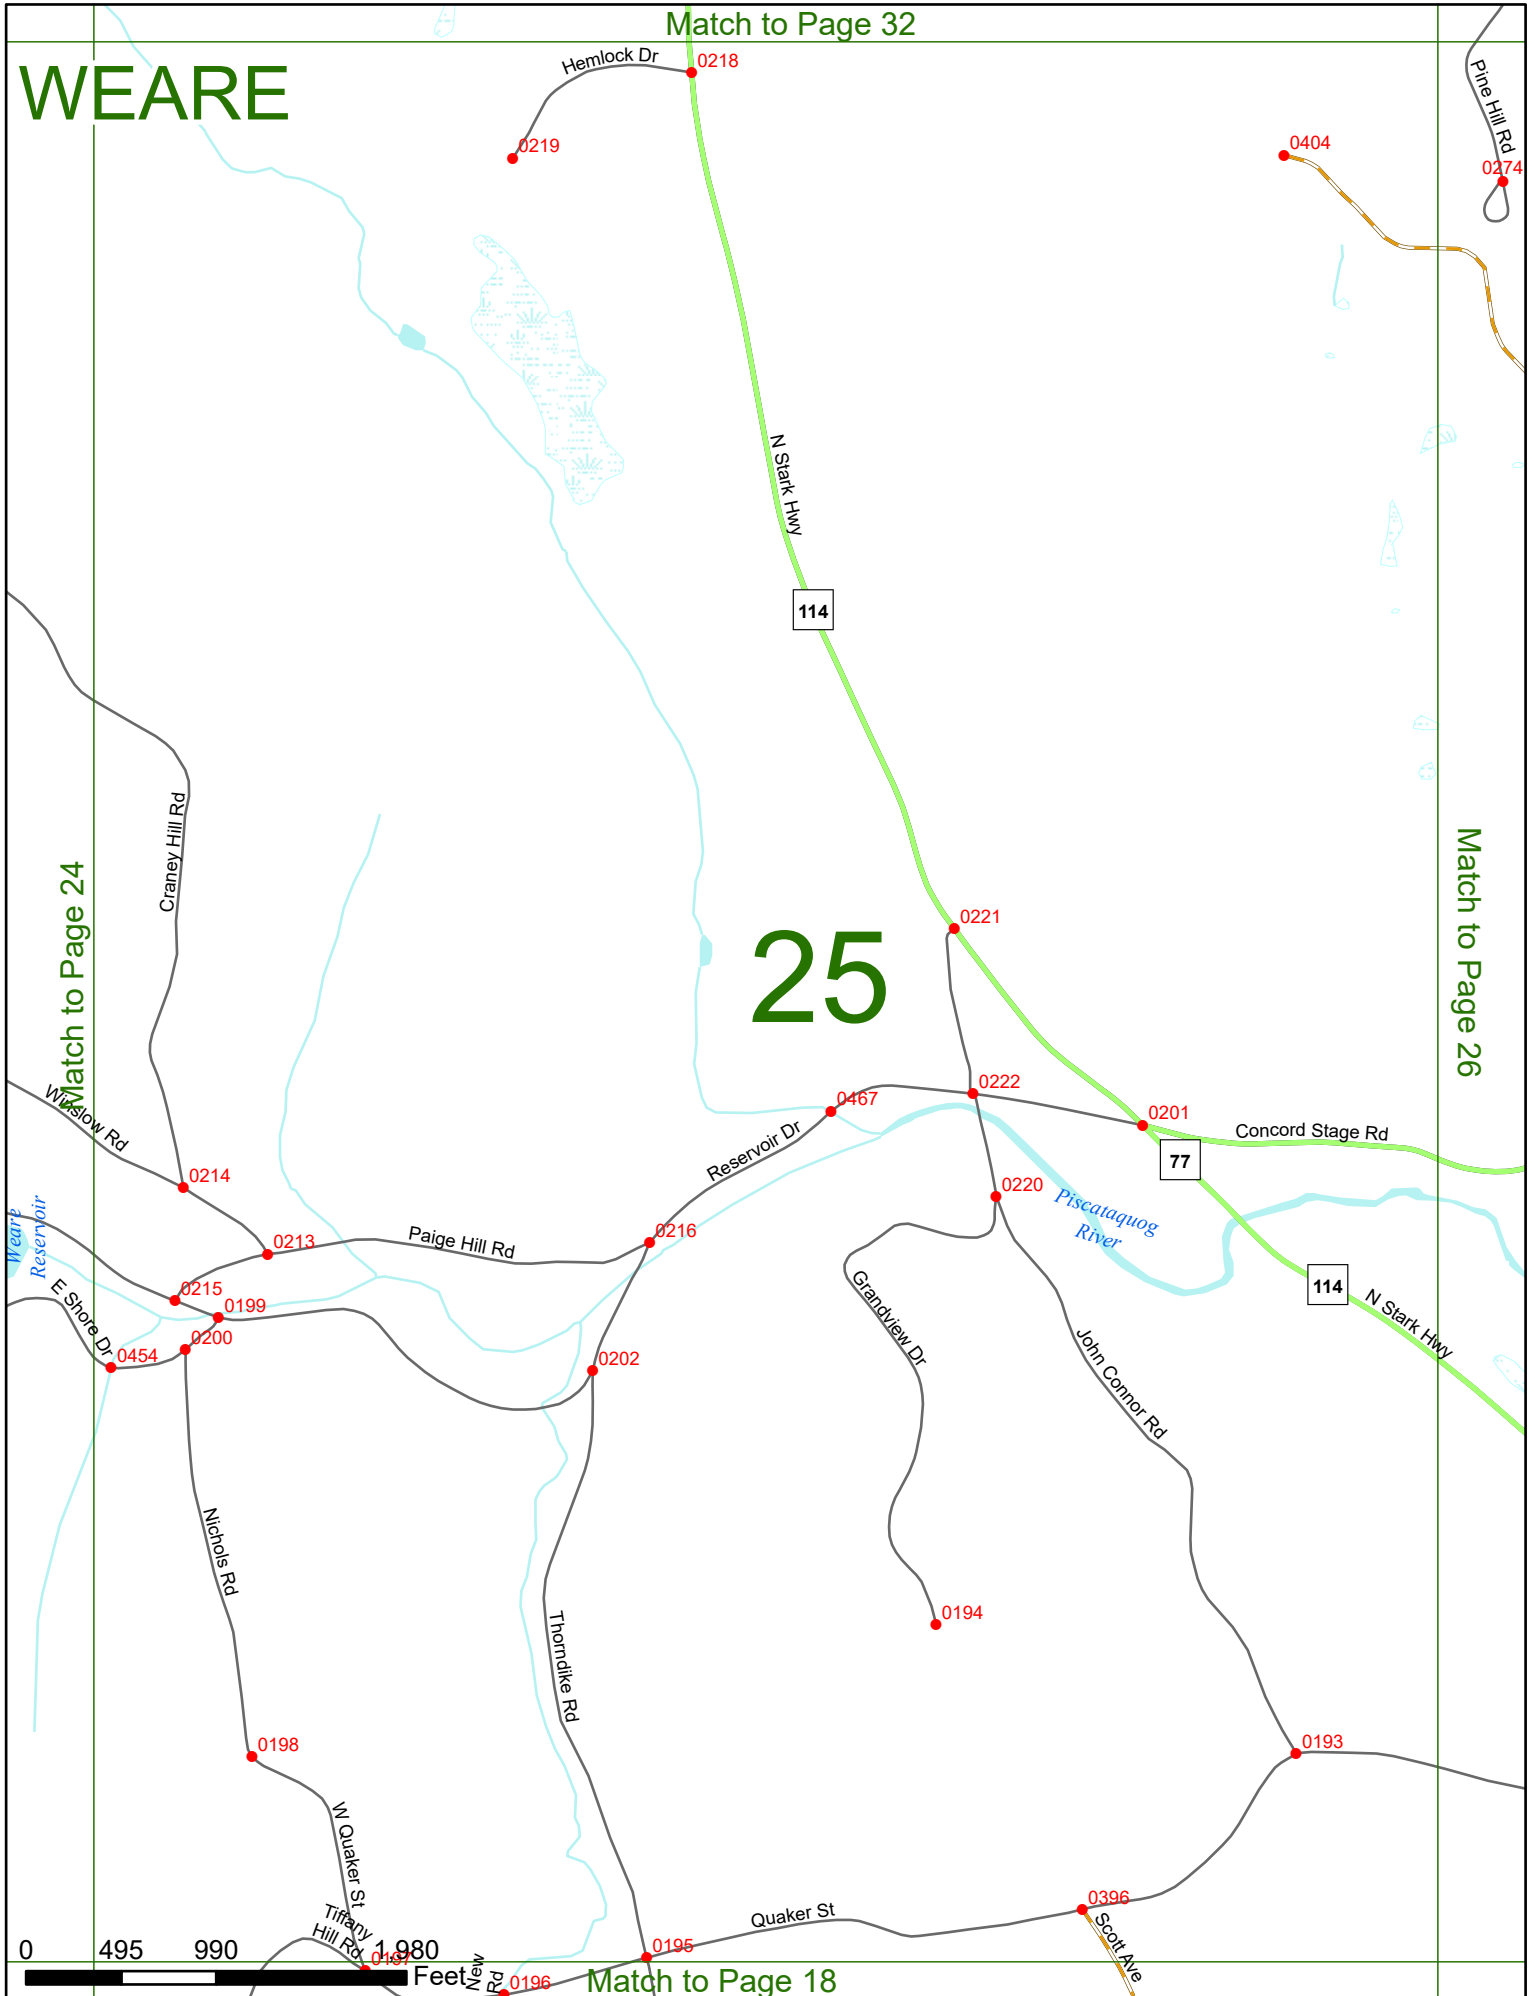 Match to Page 32
WEARE
Hemlock Dr
0218
0219
0404
Pine Hill Rd
0274
N Stark Hwy
114
Craney Hill Rd
Match to Page 24
Match to Page 26
25
0221
0222
0467
0201
Concord Stage Rd
77
Winslow Rd
0214
Reservoir Dr
0220
Piscataquog
River
Weare
Reservoir
0213
Paige Hill Rd
0216
0215
0199
E Shore Dr
0200
0454
0202
Grandview Dr
114
N Stark Hwy
John Connor Rd
Nichols Rd
Thorndike Rd
0194
0198
0193
W Quaker St
Tiffany
Hill Rd
0197
Quaker St
0396
Scott Ave
0195
New
Rd
0196
0 495 990 1,980
Feet
Match to Page 18